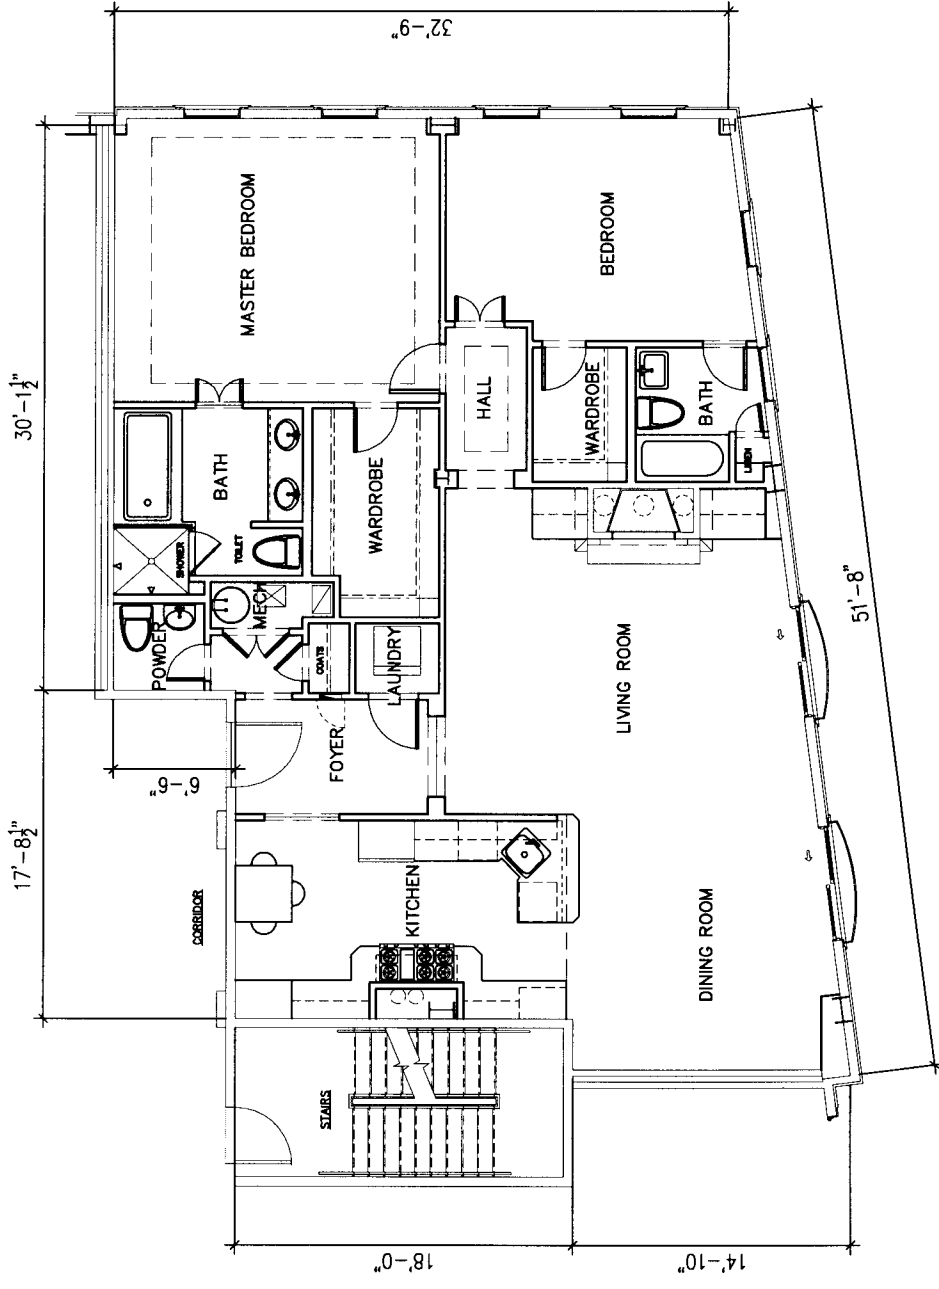 32'-9"
30'-1½"
17'-8½"
6'-6"
51'-8"
18'-0"
14'-10"
MASTER BEDROOM
BEDROOM
BATH
WARDROBE
HALL
WARDROBE
BATH
LINEN
SHOWER
TOILET
MECH
POWDER
COATS
LAUNDRY
FOYER
LIVING ROOM
CORRIDOR
KITCHEN
DINING ROOM
STAIRS